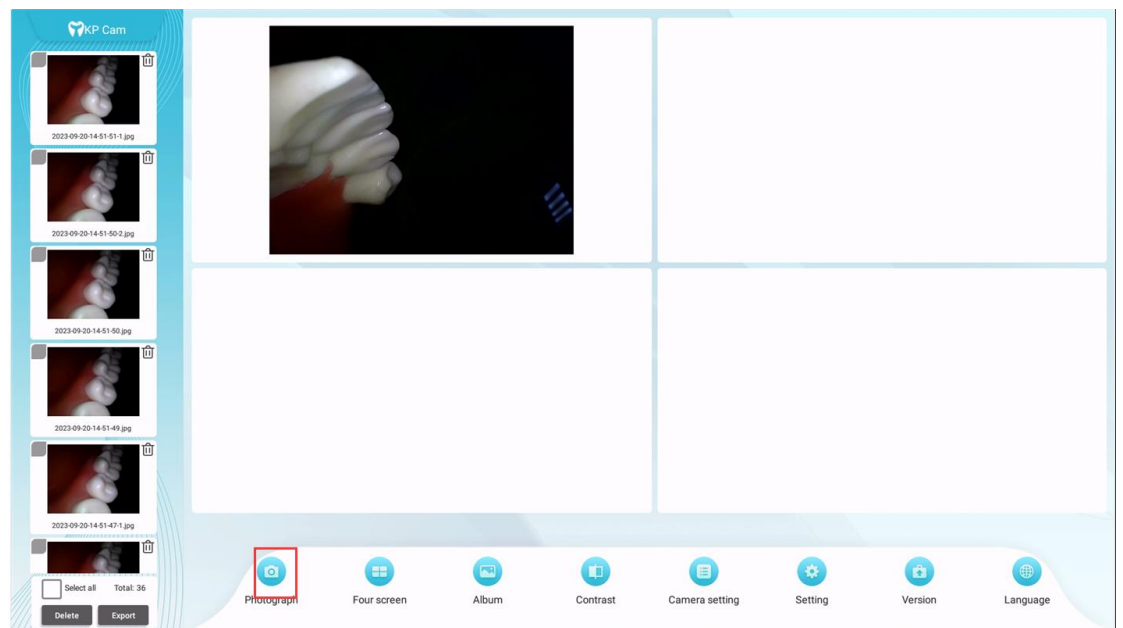 KP Cam
2023-09-20-14-51-51-1.jpg
2023-09-20-14-51-50-2.jpg
2023-09-20-14-51-50.jpg
2023-09-20-14-51-49.jpg
2023-09-20-14-51-47-1.jpg
Select all Total: 36
Delete Export
Photograph Four screen Album Contrast Camera setting Setting Version Language